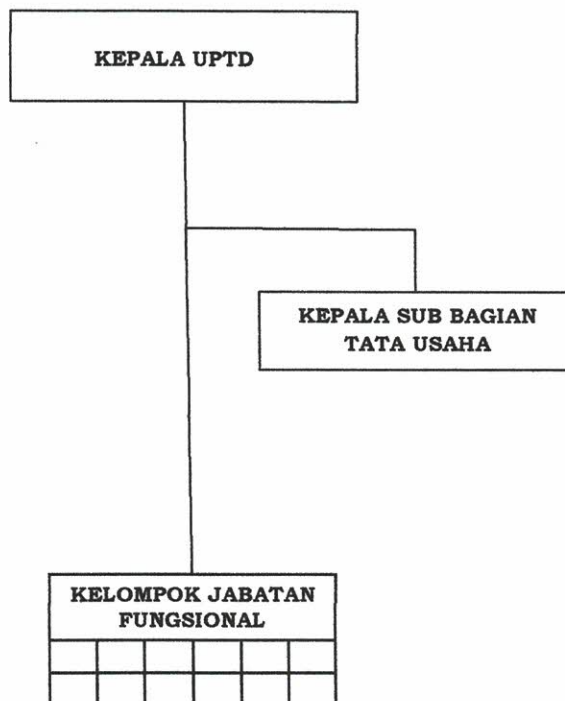 KEPALA UPTD
KEPALA SUB BAGIAN
TATA USAHA
KELOMPOK JABATAN
FUNGSIONAL